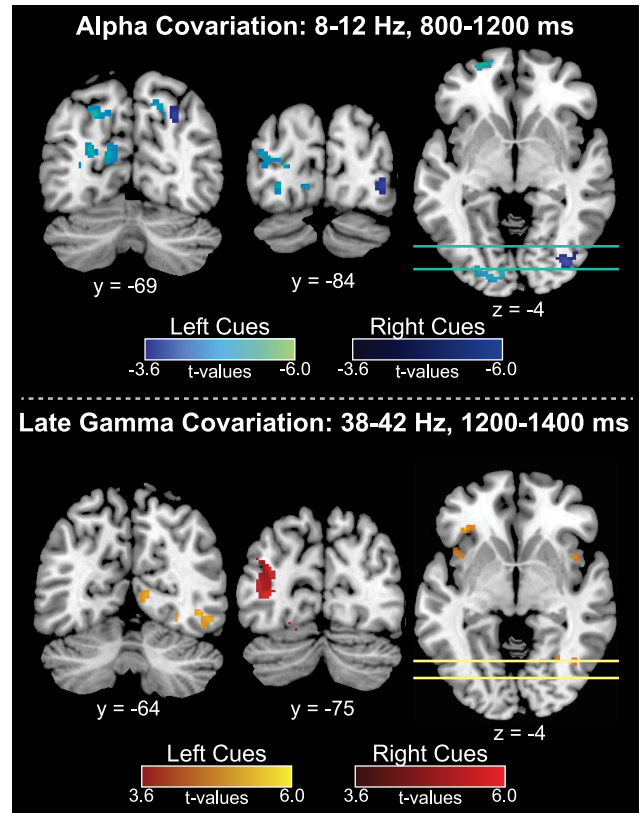 Alpha Covariation: 8-12 Hz, 800-1200 ms
y = -69
y = -84
z = -4
Left Cues
Right Cues
-3.6 t-values -6.0
-3.6 t-values -6.0
Late Gamma Covariation: 38-42 Hz, 1200-1400 ms
y = -64
y = -75
z = -4
Left Cues
Right Cues
3.6 t-values 6.0
3.6 t-values 6.0